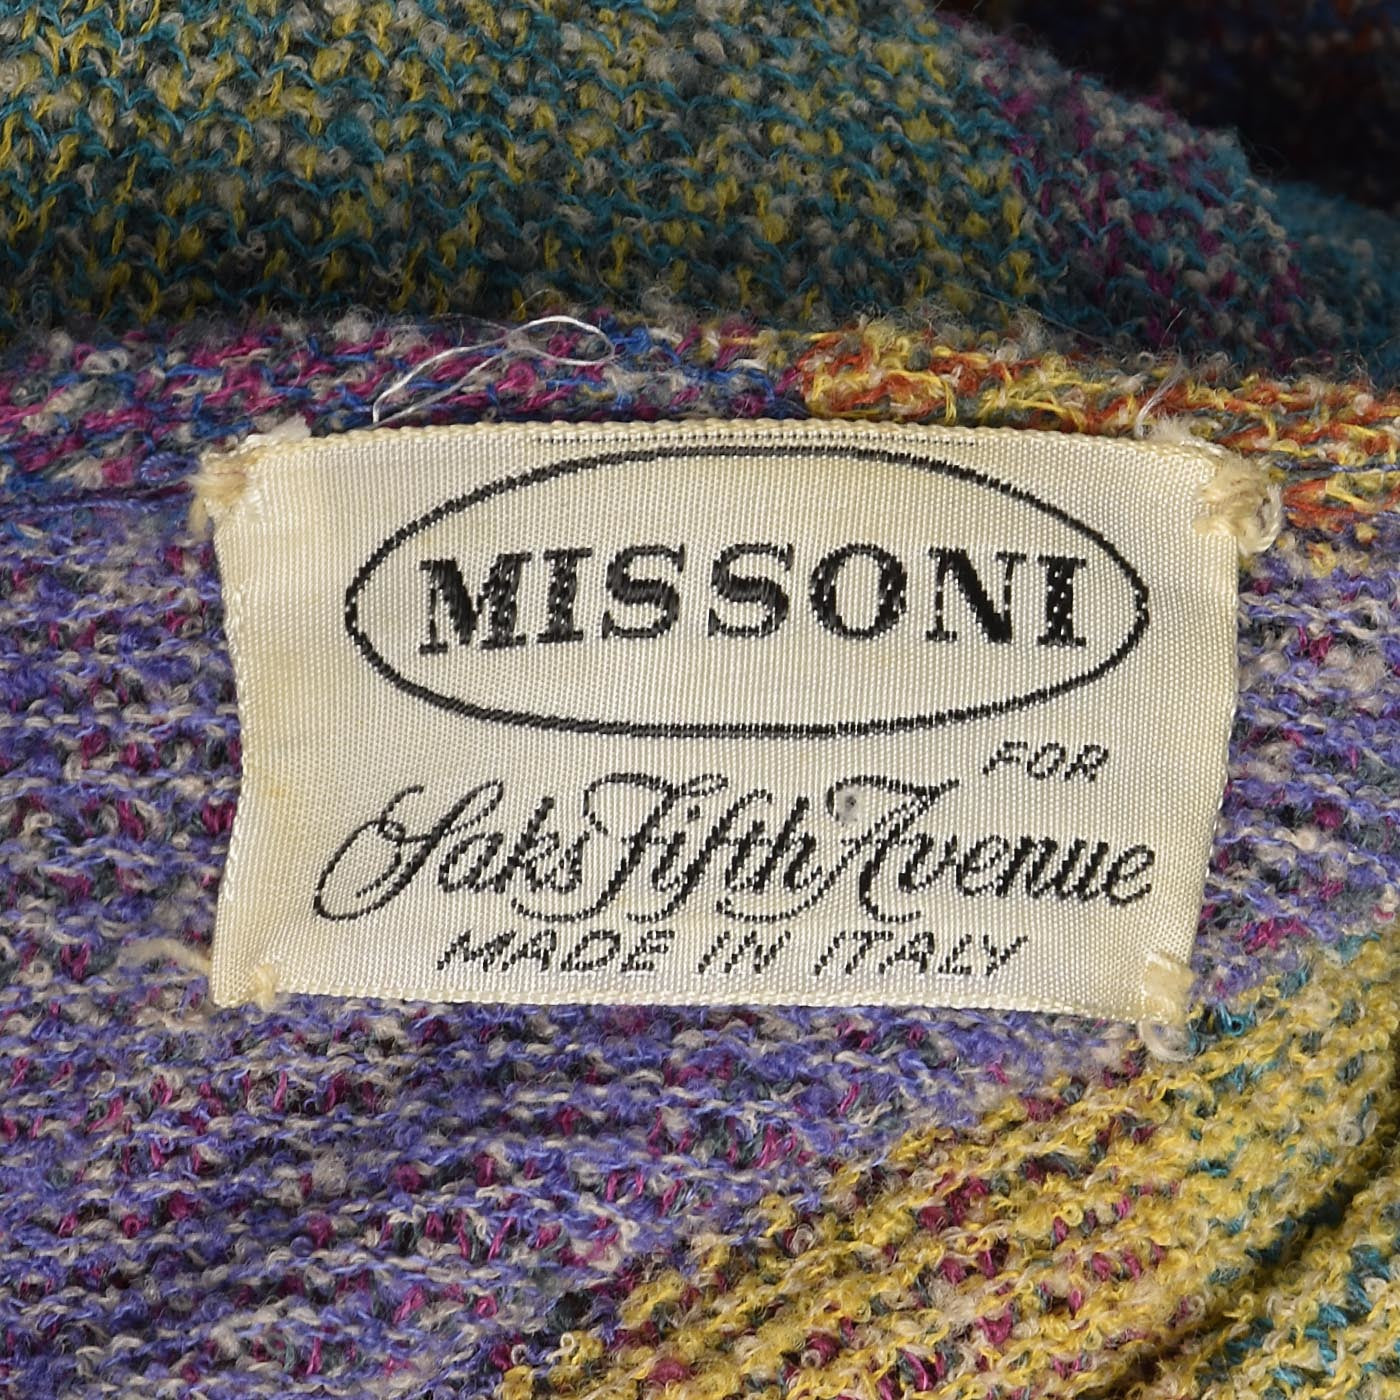 MISSONI
FOR
Saks Fifth Avenue
MADE IN ITALY